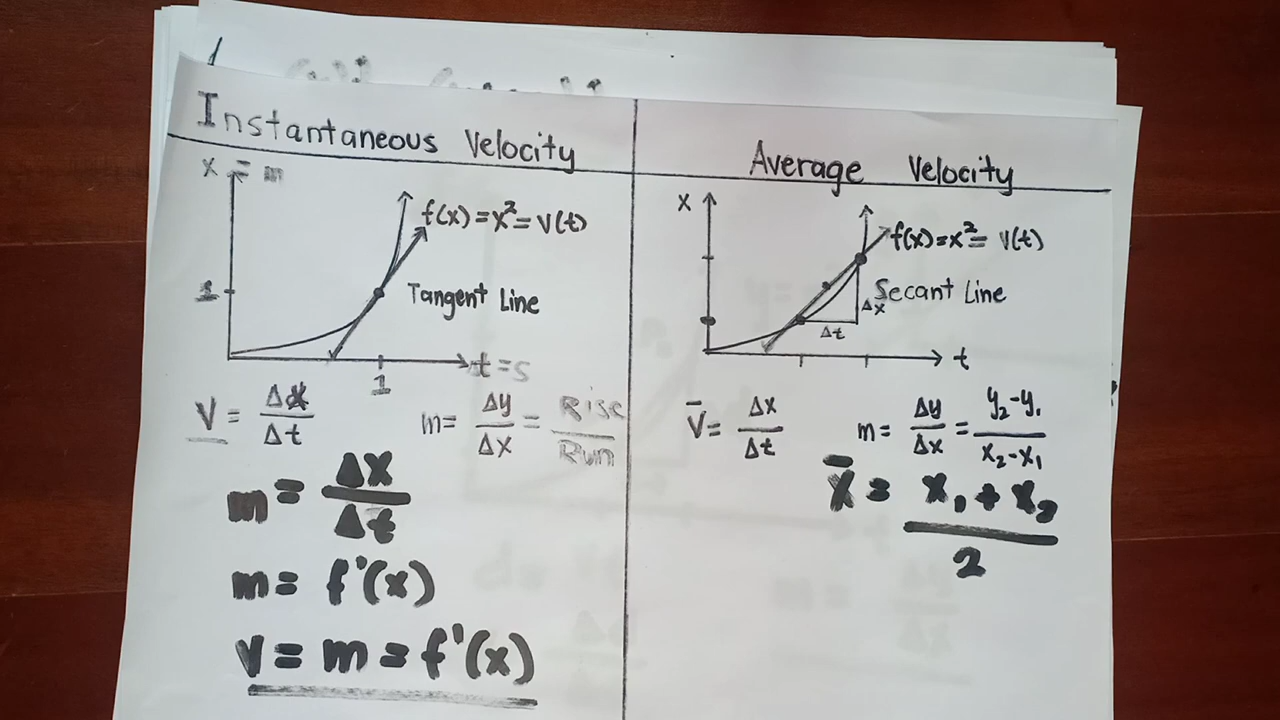 Instantaneous Velocity
x = m
f(x) = x² = v(t)
1
Tangent Line
t = s
1
v = Δx/Δt
m = Δy/Δx = Rise/Run
m = Δx/Δt
m = f'(x)
v = m = f'(x)
Average Velocity
x
f(x) = x² = v(t)
Secant Line
Δx
Δt
t
v̄ = Δx/Δt
m = Δy/Δx = y₂-y₁/x₂-x₁
x̄ = x₁ + x₂/2